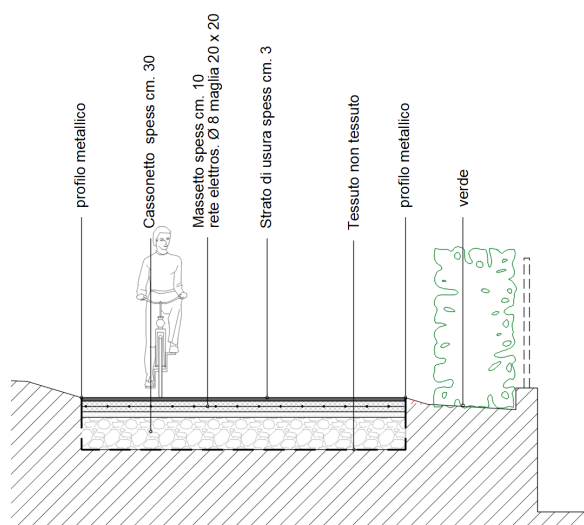 profilo metallico
Cassonetto spess cm. 30
Massetto spess cm. 10
rete elettros. Ø 8 maglia 20 x 20
Strato di usura spess cm. 3
Tessuto non tessuto
profilo metallico
verde